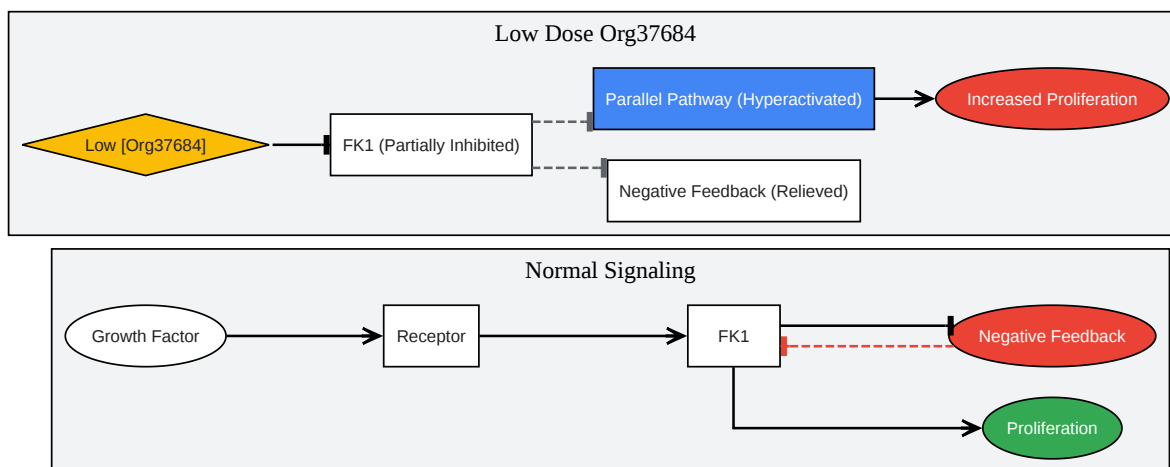 Low Dose Org37684
Parallel Pathway (Hyperactivated)
Increased Proliferation
Low [Org37684]
FK1 (Partially Inhibited)
Negative Feedback (Relieved)
Normal Signaling
Growth Factor
Receptor
FK1
Negative Feedback
Proliferation